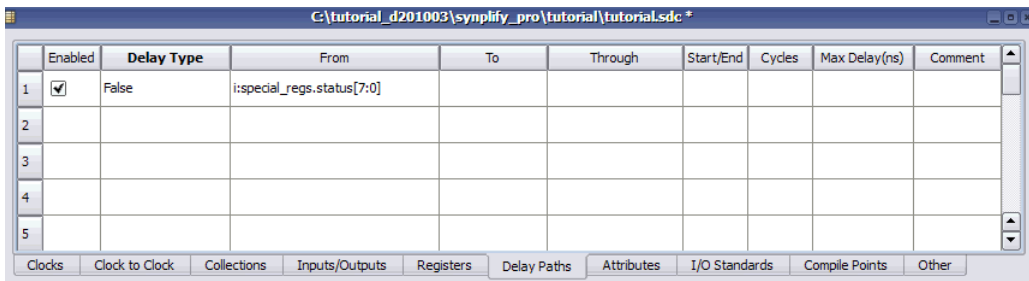 C:\tutorial_d201003\synplify_pro\tutorial\tutorial.sdc *
Enabled Delay Type From To Through Start/End Cycles Max Delay(ns) Comment
1 False i:special_regs.status[7:0]
2
3
4
5
Clocks Clock to Clock Collections Inputs/Outputs Registers Delay Paths Attributes I/O Standards Compile Points Other